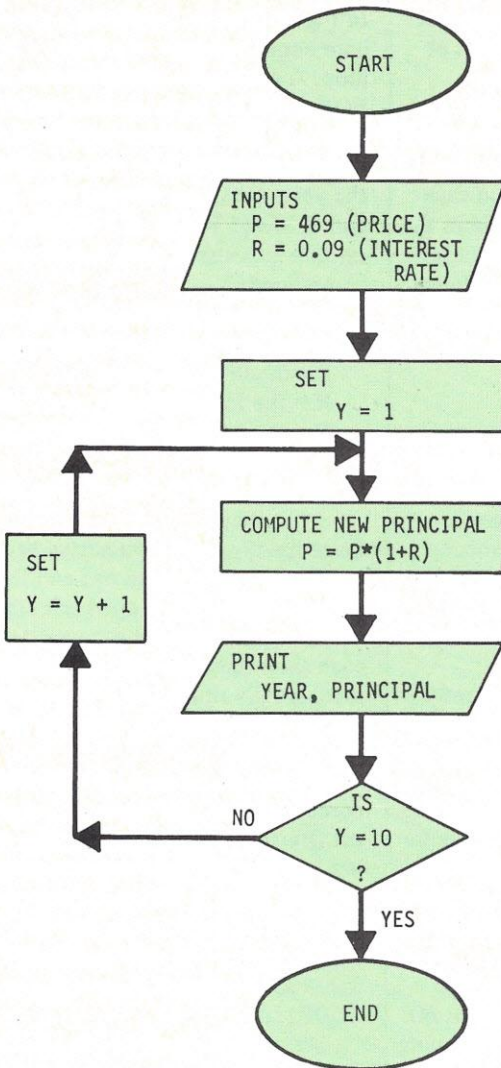 START
INPUTS
P = 469 (PRICE)
R = 0.09 (INTEREST
RATE)
SET
Y = 1
COMPUTE NEW PRINCIPAL
P = P*(1+R)
SET
Y = Y + 1
PRINT
YEAR, PRINCIPAL
IS
Y = 10
?
NO
YES
END